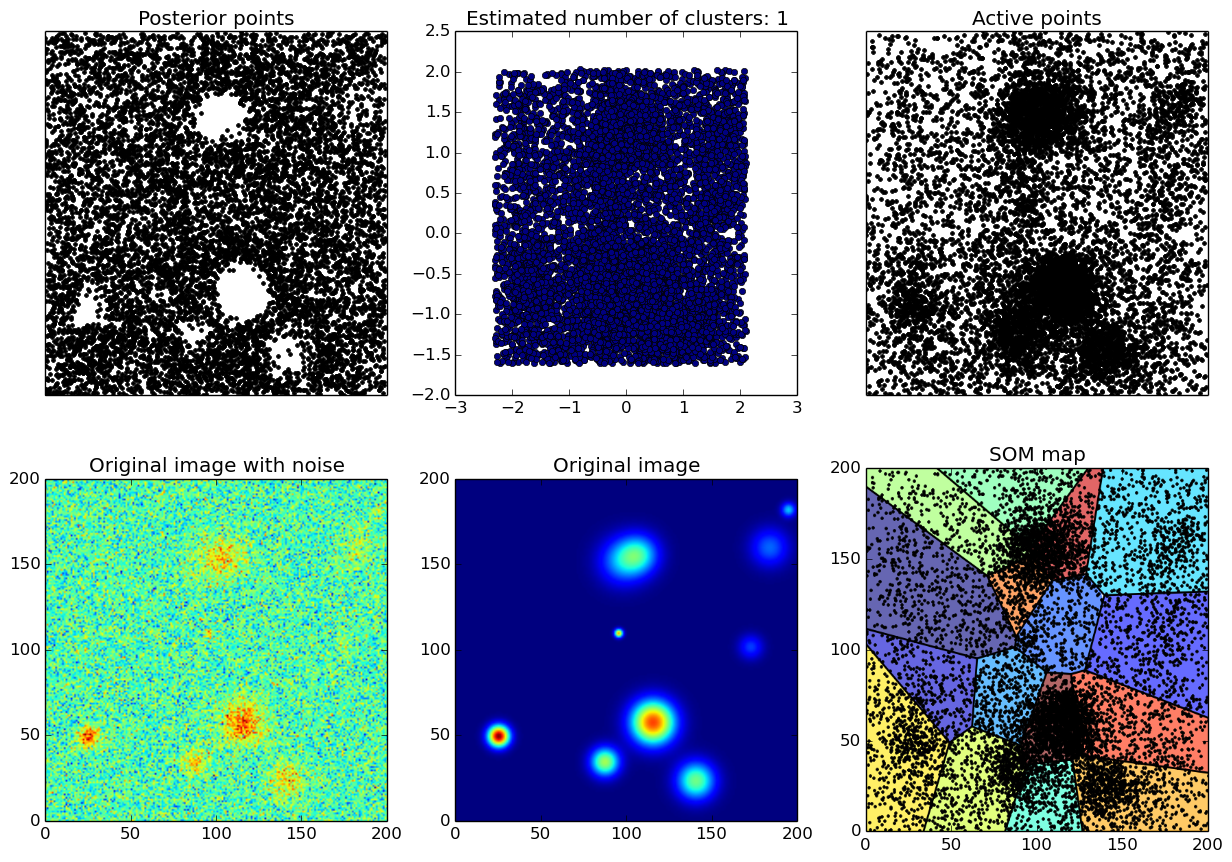 Posterior points
Estimated number of clusters: 1
Active points
2.5
2.0
1.5
1.0
0.5
0.0
−0.5
−1.0
−1.5
−2.0
−3 −2 −1 0 1 2 3
Original image with noise
Original image
SOM map
200
150
100
50
0
0 50 100 150 200
200
150
100
50
0
0 50 100 150 200
200
150
100
50
0
0 50 100 150 200